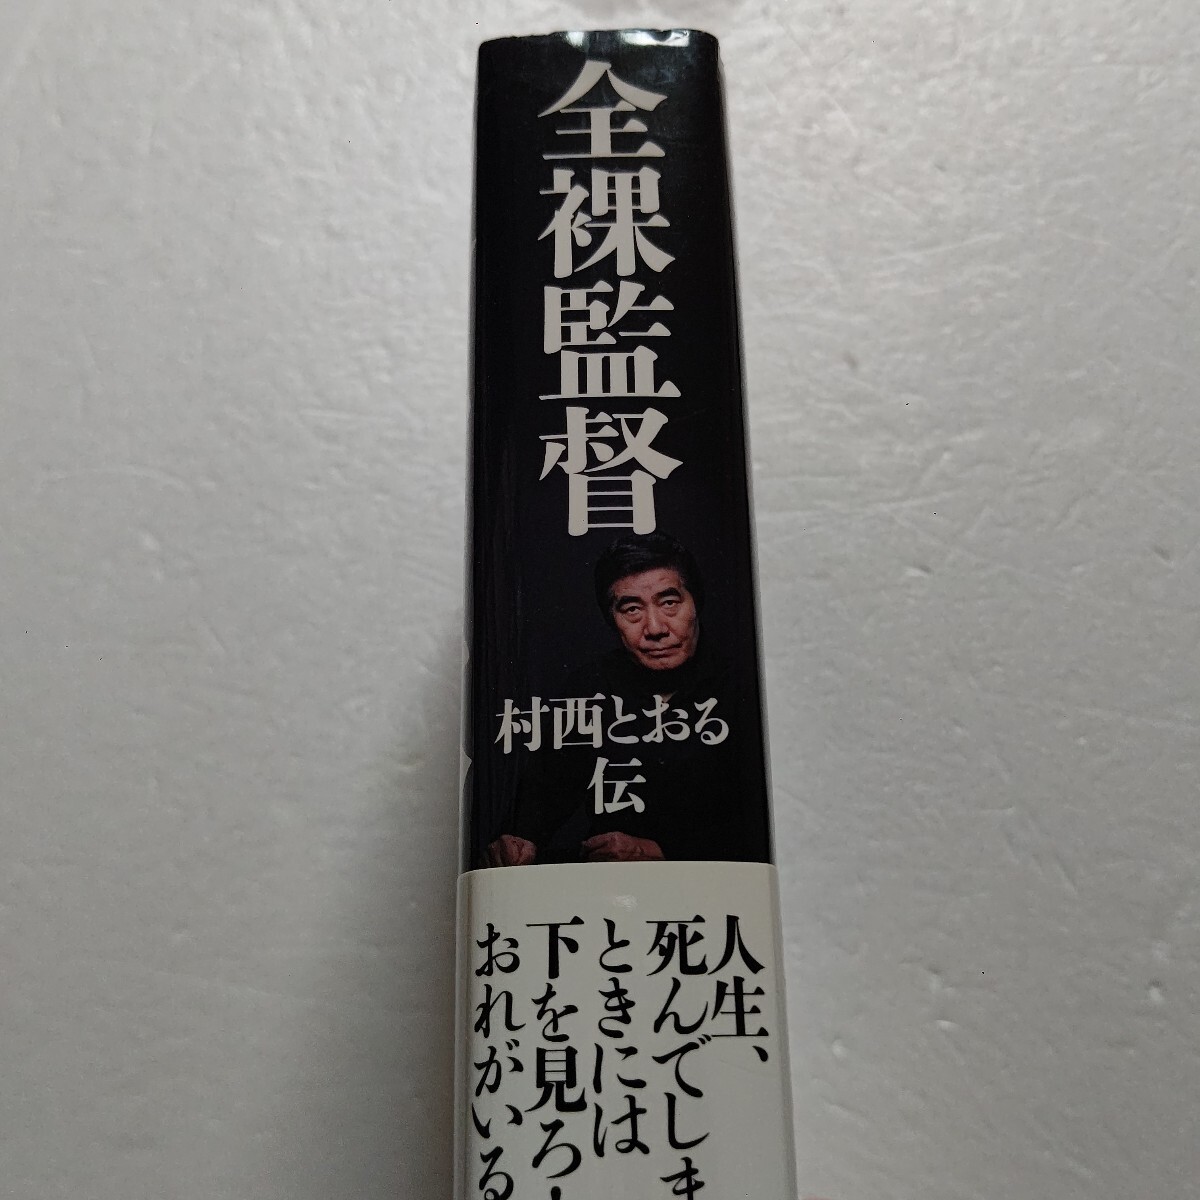 全裸監督
村西とおる
伝
人生、
死んでしま
ときには
下を見ろ！
おれがいる